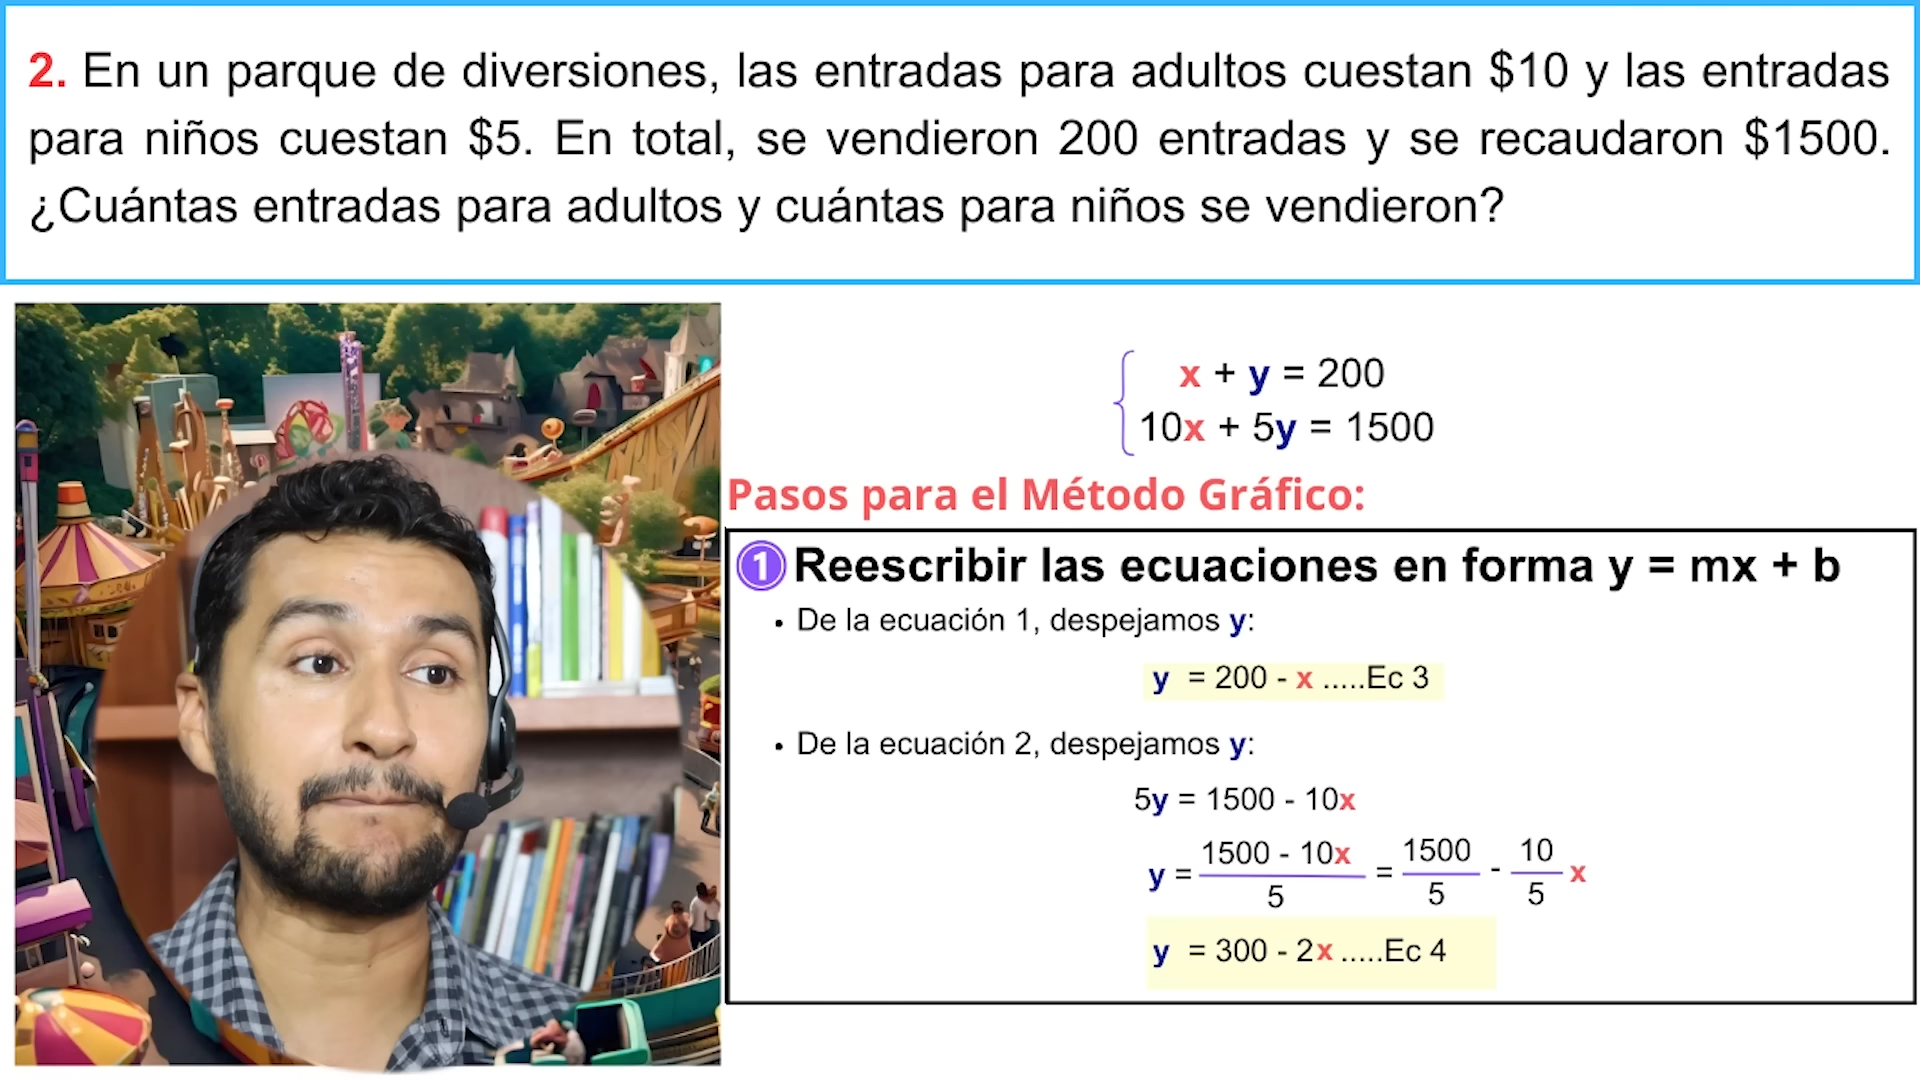 2. En un parque de diversiones, las entradas para adultos cuestan $10 y las entradas
para niños cuestan $5. En total, se vendieron 200 entradas y se recaudaron $1500.
¿Cuántas entradas para adultos y cuántas para niños se vendieron?
x + y = 200
10x + 5y = 1500
Pasos para el Método Gráfico:
1 Reescribir las ecuaciones en forma y = mx + b
• De la ecuación 1, despejamos y:
y = 200 - x .....Ec 3
• De la ecuación 2, despejamos y:
5y = 1500 - 10x
y = (1500 - 10x)/5 = 1500/5 - 10/5 x
y = 300 - 2x .....Ec 4